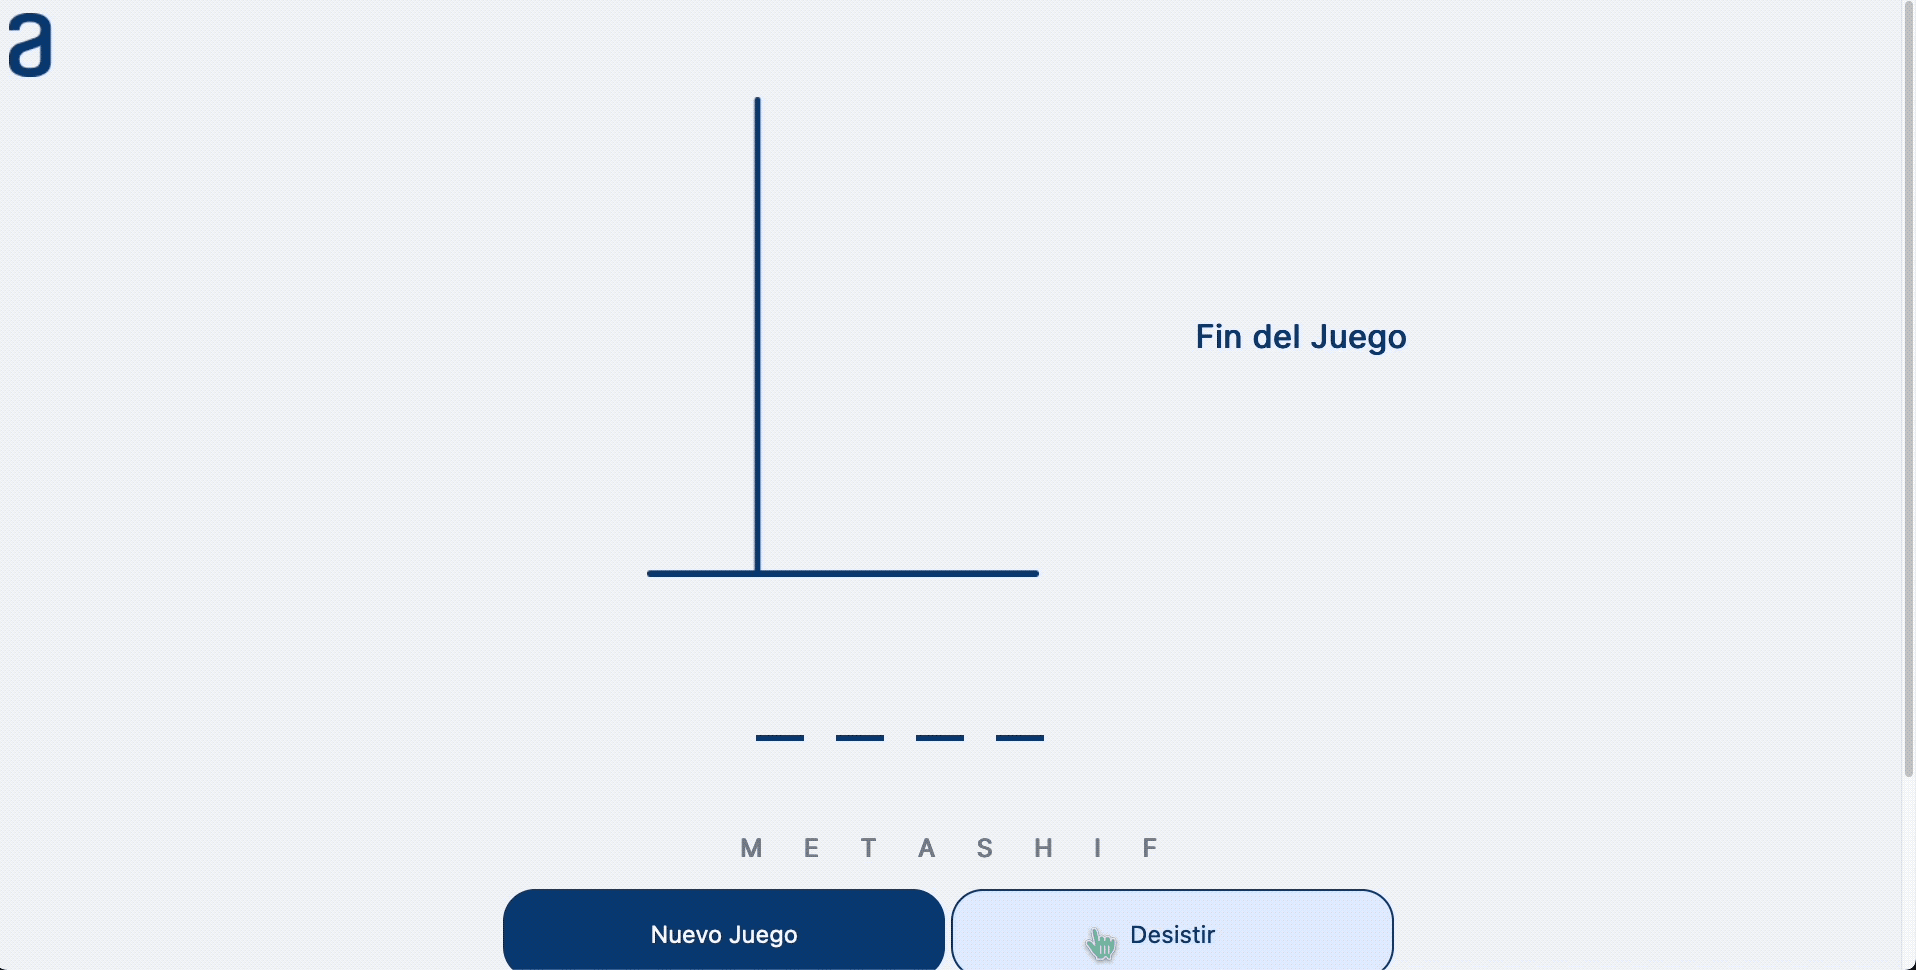 a
Fin del Juego
M E T A S H I F
Nuevo Juego
Desistir